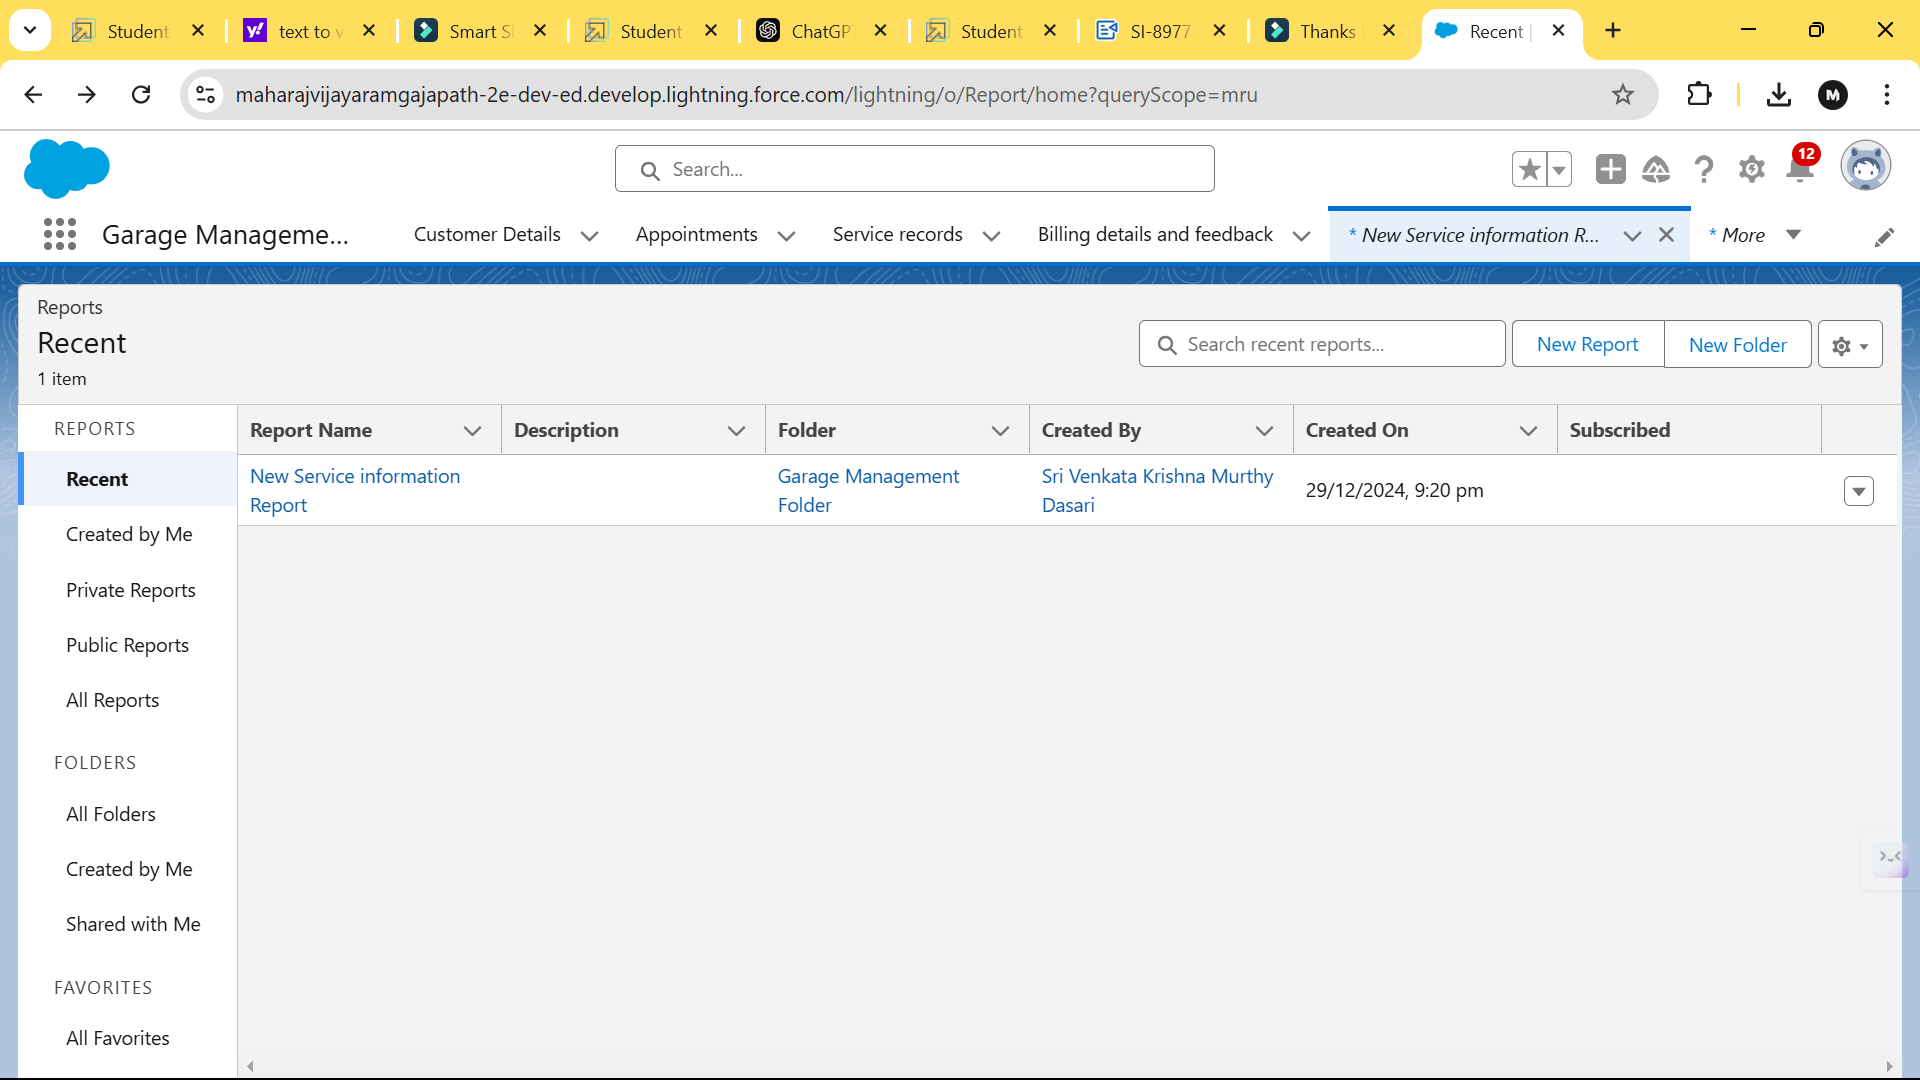 Student
text to v
Smart Sl
Student
ChatGPT
Student
SI-8977
Thanks
Recent |
maharajvijayaramgajapath-2e-dev-ed.develop.lightning.force.com/lightning/o/Report/home?queryScope=mru
M
Search...
12
Garage Manageme...
Customer Details
Appointments
Service records
Billing details and feedback
* New Service information R...
* More
Reports
Recent
1 item
Search recent reports...
New Report
New Folder
REPORTS
Recent
Created by Me
Private Reports
Public Reports
All Reports
FOLDERS
All Folders
Created by Me
Shared with Me
FAVORITES
All Favorites
Report Name
Description
Folder
Created By
Created On
Subscribed
New Service information
Report
Garage Management
Folder
Sri Venkata Krishna Murthy
Dasari
29/12/2024, 9:20 pm